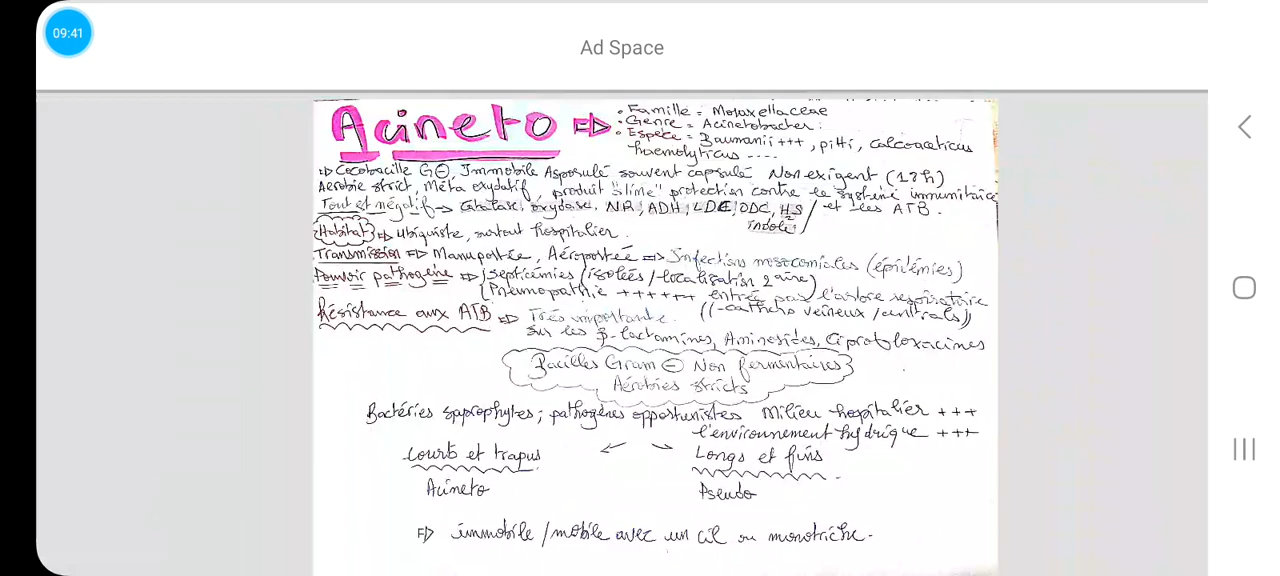 09:41
Ad Space
Acineto ⇨
• Famille = Moraxellaceae
• Genre = Acinetobacter :
• Espèce = Baumanii +++, pitti, calcoaceticus
haemolyticus ----
⇨ Cocobacille G⊖, Immobile Asporulé souvent capsulé Non exigent (18h)
Aérobie strict, Méta oxydatif, produit "slime" protection contre le système immunitaire
Tout est négatif → Catalase, oxydase, NR, ADH, LDC, ODC, H2S / et les ATB.
indole /
Habitat ⇨ Ubiquiste, surtout hospitalier.
Transmission ⇨ Manuportée, Aéroportée ⇨ Infections nosocomiales (épidémies)
Pouvoir pathogène ⇨ {septicémies (isolées / localisation 2aire)
{Pneumopathie ++++++ entrée par l'arbre respiratoire
Résistance aux ATB ⇨ Très importante. ((-cathéts veineux / centrals))
sur les β-lactamines, Aminosides, Ciprofloxacines
Bacilles Gram ⊖ Non fermentaires
Aérobies stricts
Bactéries saprophytes ; pathogènes opportunistes Milieu hospitalier +++
l'environnement hydrique +++
Courts et trapus
Longs et fins
Acineto
Pseudo
⇨ immobile / mobile avec un cil ou monotriche.